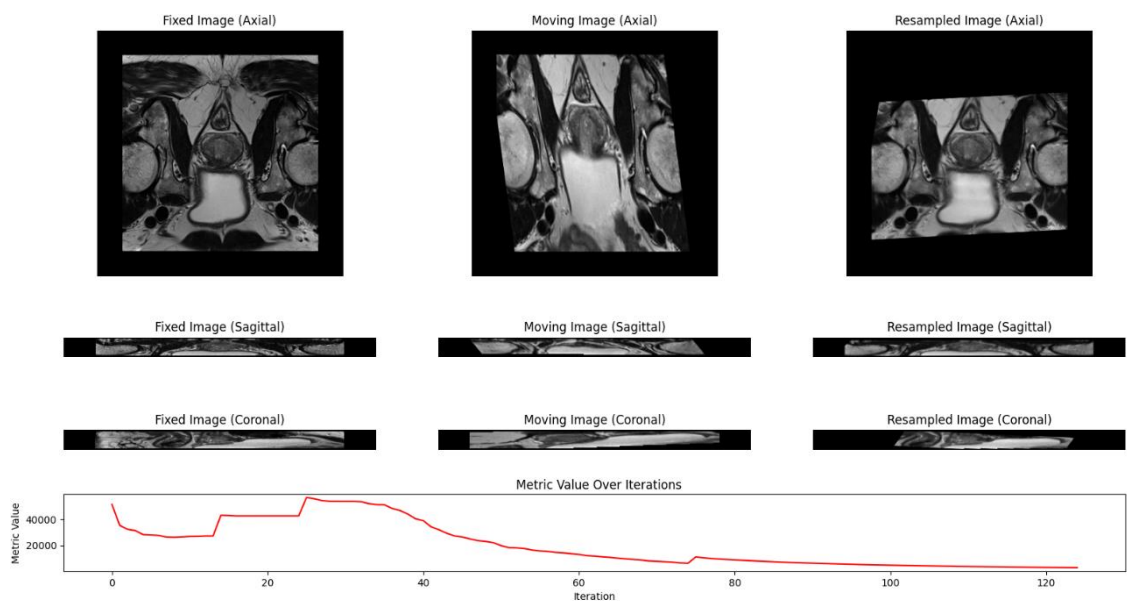 Fixed Image (Axial)
Moving Image (Axial)
Resampled Image (Axial)
Fixed Image (Sagittal)
Moving Image (Sagittal)
Resampled Image (Sagittal)
Fixed Image (Coronal)
Moving Image (Coronal)
Resampled Image (Coronal)
Metric Value Over Iterations
Metric Value
40000
20000
0
20
40
60
80
100
120
Iteration